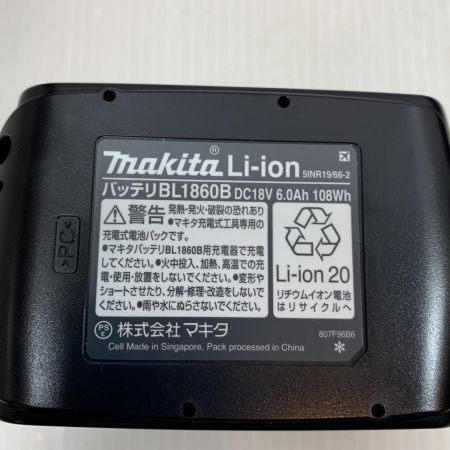 makita® Li-ion 5INR19/66-2
バッテリBL1860B DC18V 6.0Ah 108Wh
警告 発熱・発火・破裂の恐れあり
●マキタ充電式工具専用の
充電式電池パックです。
●マキタバッテリBL1860B用充電器で充電
してください。●火中投入、加熱、高温での充
電・使用・放置をしないでください。●変形や
ショートさせたり、分解・修理・改造をしないで
ください。●雨や水にぬらさないでください。
Li-ion 20
リチウムイオン電池
はリサイクルへ
PS
E
株式会社マキタ
807F96B6
Cell Made in Singapore, Pack processed in China
＊
>PC<